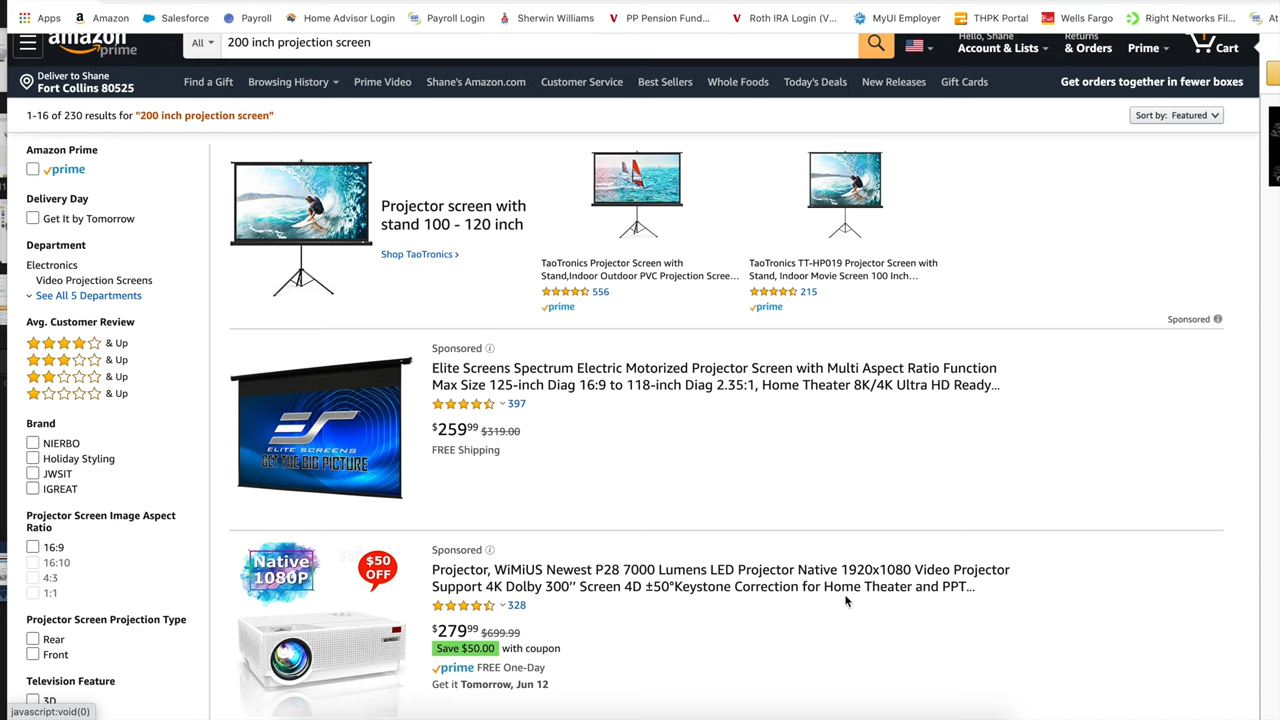 Apps
Amazon
Salesforce
Payroll
Home Advisor Login
Payroll Login
Sherwin Williams
PP Pension Fund...
Roth IRA Login (V...
MyUI Employer
THPK Portal
Wells Fargo
Right Networks Fil...
At
amazon
prime
All
200 inch projection screen
Hello, Shane
Account & Lists
Returns
& Orders
Prime
Cart
Deliver to Shane
Fort Collins 80525
Find a Gift
Browsing History
Prime Video
Shane's Amazon.com
Customer Service
Best Sellers
Whole Foods
Today's Deals
New Releases
Gift Cards
Get orders together in fewer boxes
1-16 of 230 results for "200 inch projection screen"
Sort by: Featured
Amazon Prime
prime
Delivery Day
Get It by Tomorrow
Department
Electronics
Video Projection Screens
See All 5 Departments
Avg. Customer Review
& Up
& Up
& Up
& Up
Brand
NIERBO
Holiday Styling
JWSIT
IGREAT
Projector Screen Image Aspect
Ratio
16:9
16:10
4:3
1:1
Projector Screen Projection Type
Rear
Front
Television Feature
3D
Projector screen with
stand 100 - 120 inch
Shop TaoTronics ›
TaoTronics Projector Screen with
Stand,Indoor Outdoor PVC Projection Scree...
556
prime
TaoTronics TT-HP019 Projector Screen with
Stand, Indoor Movie Screen 100 Inch...
215
prime
Sponsored
ES
ELITE SCREENS
GET THE BIG PICTURE
Sponsored
Elite Screens Spectrum Electric Motorized Projector Screen with Multi Aspect Ratio Function
Max Size 125-inch Diag 16:9 to 118-inch Diag 2.35:1, Home Theater 8K/4K Ultra HD Ready...
397
$259 99 $319.00
FREE Shipping
Native
1080P
$50
OFF
Sponsored
Projector, WiMiUS Newest P28 7000 Lumens LED Projector Native 1920x1080 Video Projector
Support 4K Dolby 300’’ Screen 4D ±50°Keystone Correction for Home Theater and PPT...
328
$279 99 $699.99
Save $50.00 with coupon
prime FREE One-Day
Get it Tomorrow, Jun 12
javascript:void(0)